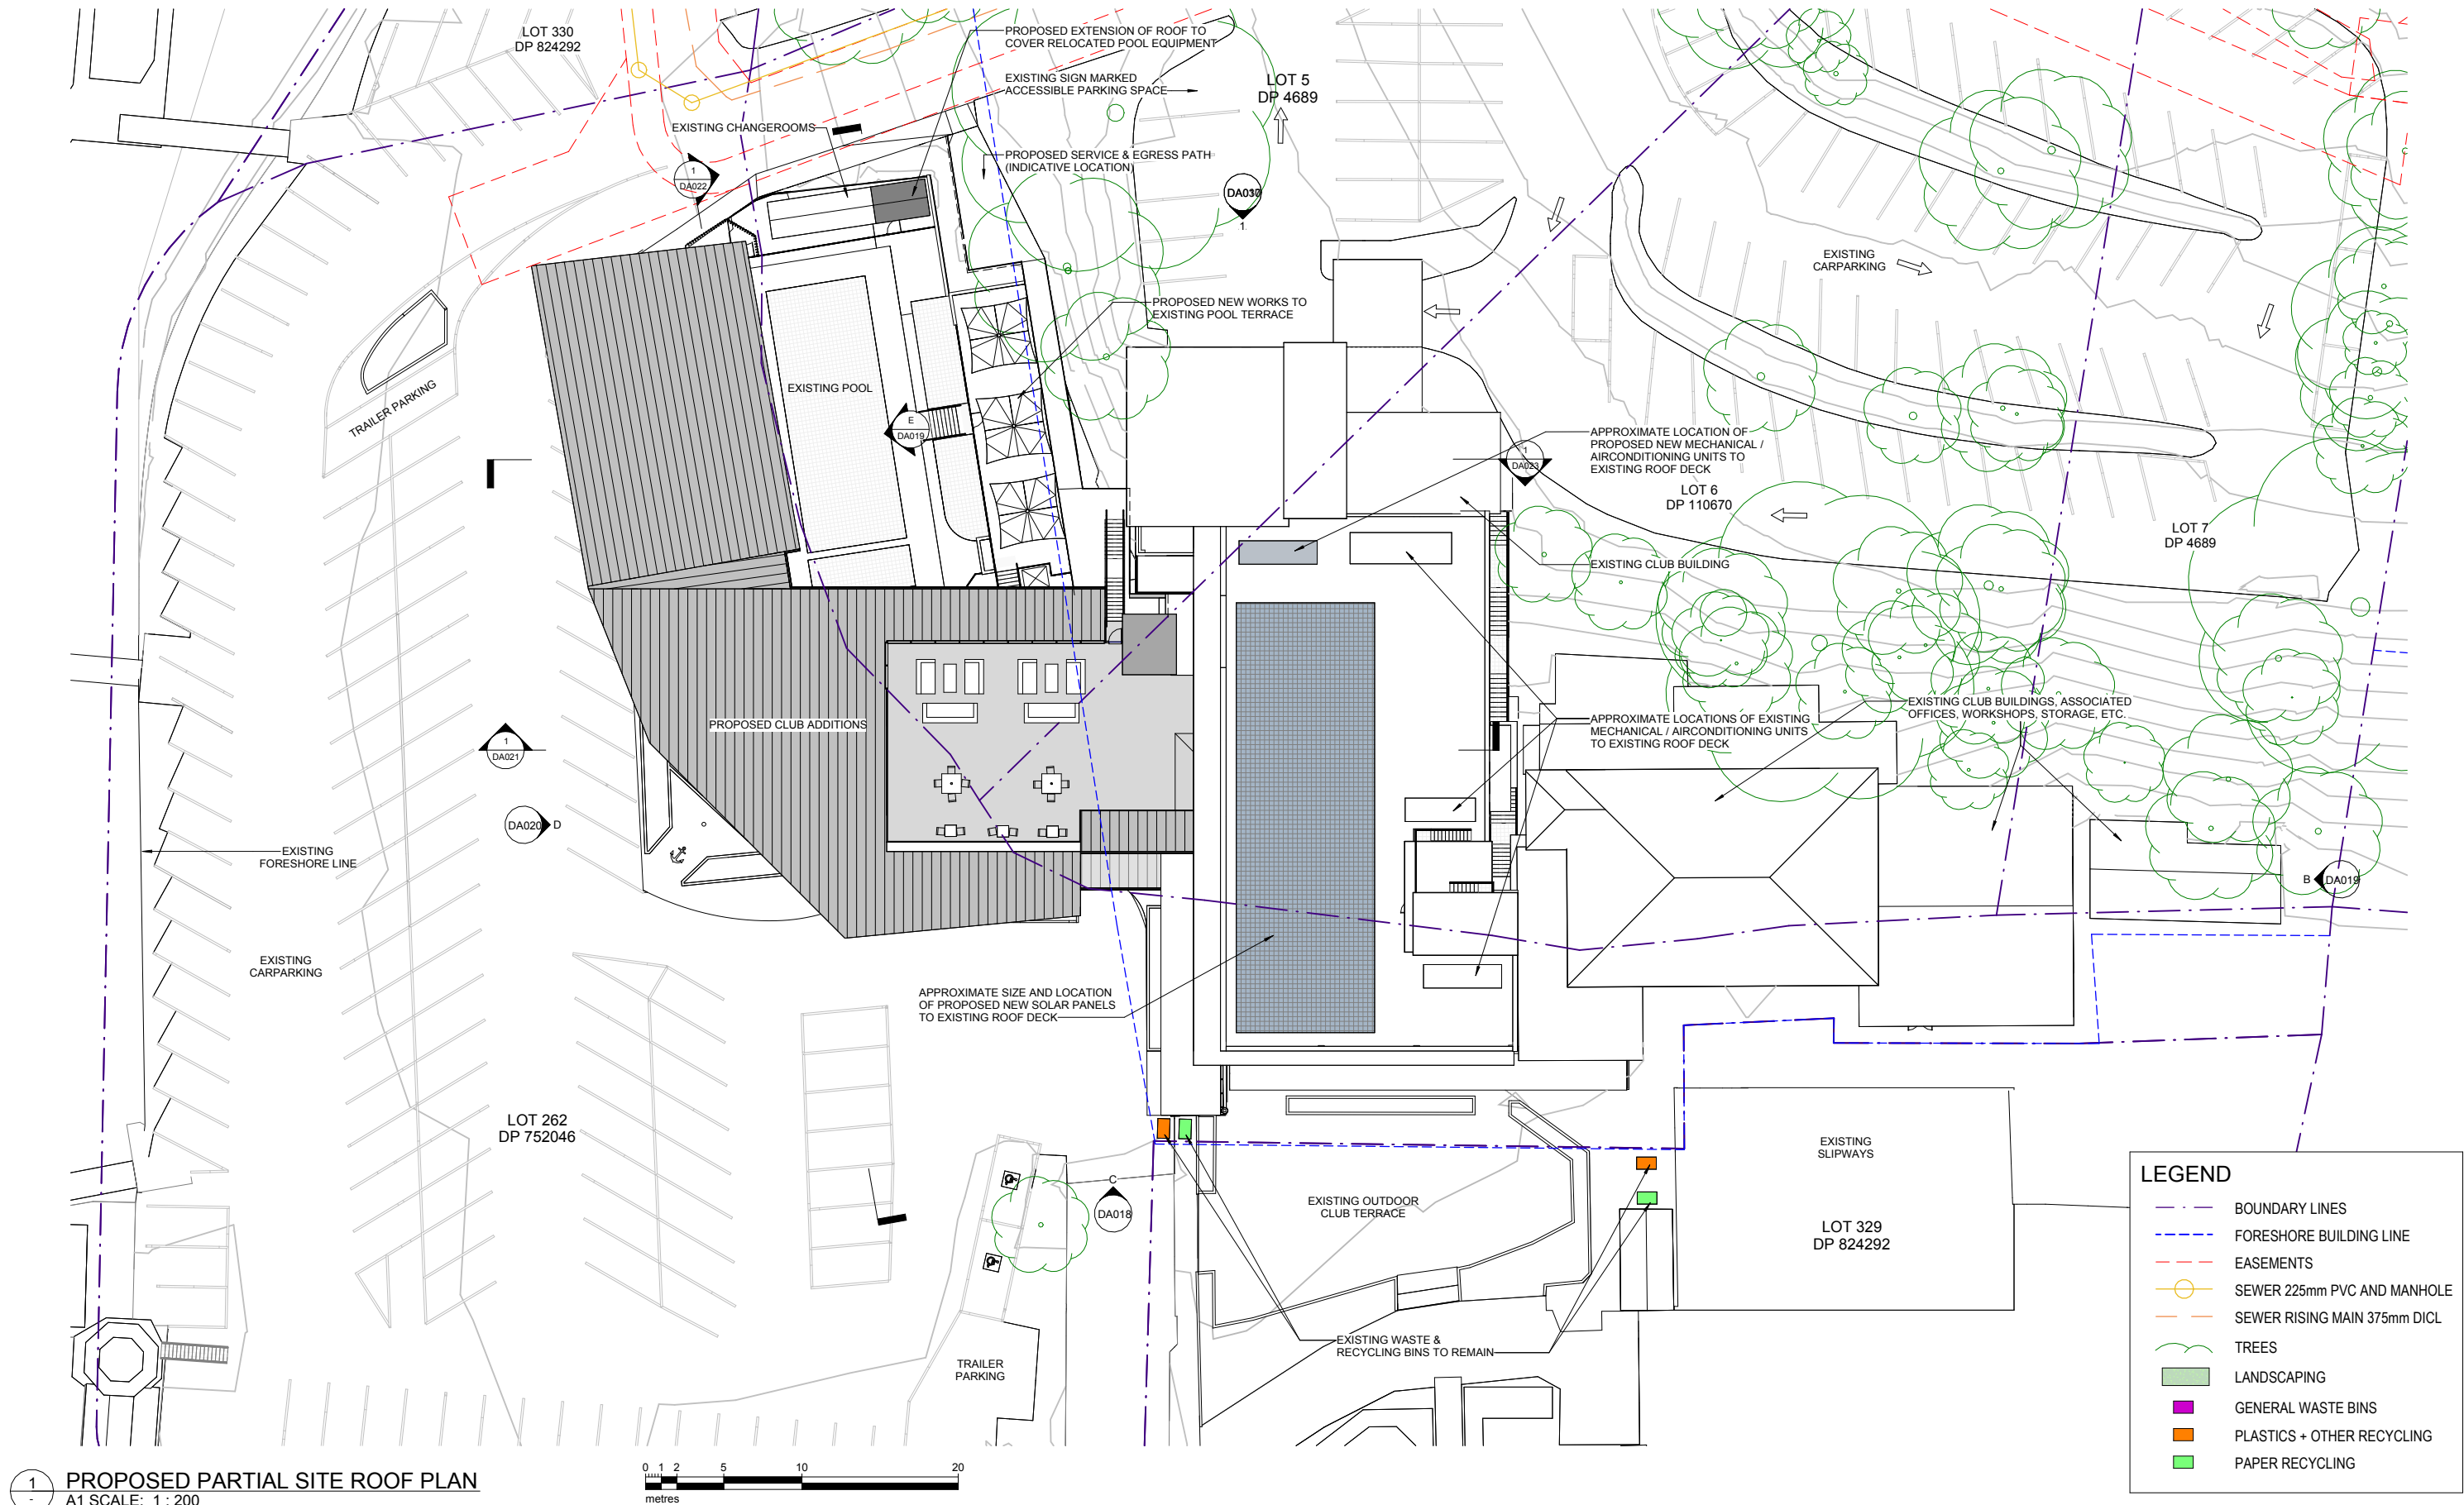 LOT 330
DP 824292
PROPOSED EXTENSION OF ROOF TO
COVER RELOCATED POOL EQUIPMENT
EXISTING SIGN MARKED
ACCESSIBLE PARKING SPACE
LOT 5
DP 4689
EXISTING CHANGEROOMS
PROPOSED SERVICE & EGRESS PATH
(INDICATIVE LOCATION)
1
DA022
1
EXISTING
CARPARKING
PROPOSED NEW WORKS TO
EXISTING POOL TERRACE
EXISTING POOL
TRAILER PARKING
E
DA019
APPROXIMATE LOCATION OF
PROPOSED NEW MECHANICAL /
AIRCONDITIONING UNITS TO
EXISTING ROOF DECK
1
DA023
LOT 6
DP 110670
LOT 7
DP 4689
EXISTING CLUB BUILDING
PROPOSED CLUB ADDITIONS
APPROXIMATE LOCATIONS OF EXISTING
MECHANICAL / AIRCONDITIONING UNITS
TO EXISTING ROOF DECK
EXISTING CLUB BUILDINGS, ASSOCIATED
OFFICES, WORKSHOPS, STORAGE, ETC.
1
DA021
DA020 D
EXISTING
FORESHORE LINE
B DA019
EXISTING
CARPARKING
APPROXIMATE SIZE AND LOCATION
OF PROPOSED NEW SOLAR PANELS
TO EXISTING ROOF DECK
LOT 262
DP 752046
EXISTING
SLIPWAYS
C
DA018
EXISTING OUTDOOR
CLUB TERRACE
LOT 329
DP 824292
EXISTING WASTE &
RECYCLING BINS TO REMAIN
TRAILER
PARKING
LEGEND
BOUNDARY LINES
FORESHORE BUILDING LINE
EASEMENTS
SEWER 225mm PVC AND MANHOLE
SEWER RISING MAIN 375mm DICL
TREES
LANDSCAPING
GENERAL WASTE BINS
PLASTICS + OTHER RECYCLING
PAPER RECYCLING
1
-
PROPOSED PARTIAL SITE ROOF PLAN
A1 SCALE: 1 : 200
0 1 2 5 10 20
metres